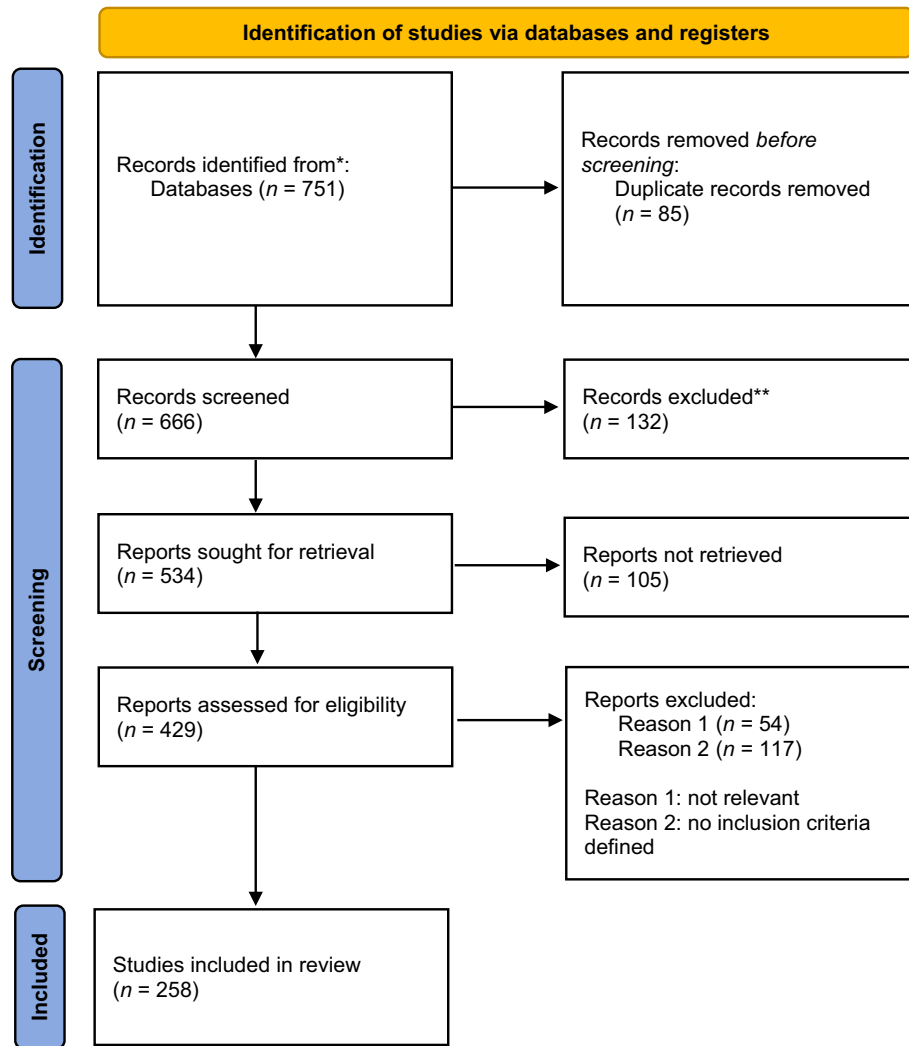 Identification of studies via databases and registers
Identification
Records identified from*:
Databases (n = 751)
Records removed before
screening:
Duplicate records removed
(n = 85)
Screening
Records screened
(n = 666)
Records excluded**
(n = 132)
Reports sought for retrieval
(n = 534)
Reports not retrieved
(n = 105)
Reports assessed for eligibility
(n = 429)
Reports excluded:
Reason 1 (n = 54)
Reason 2 (n = 117)
Reason 1: not relevant
Reason 2: no inclusion criteria
defined
Included
Studies included in review
(n = 258)